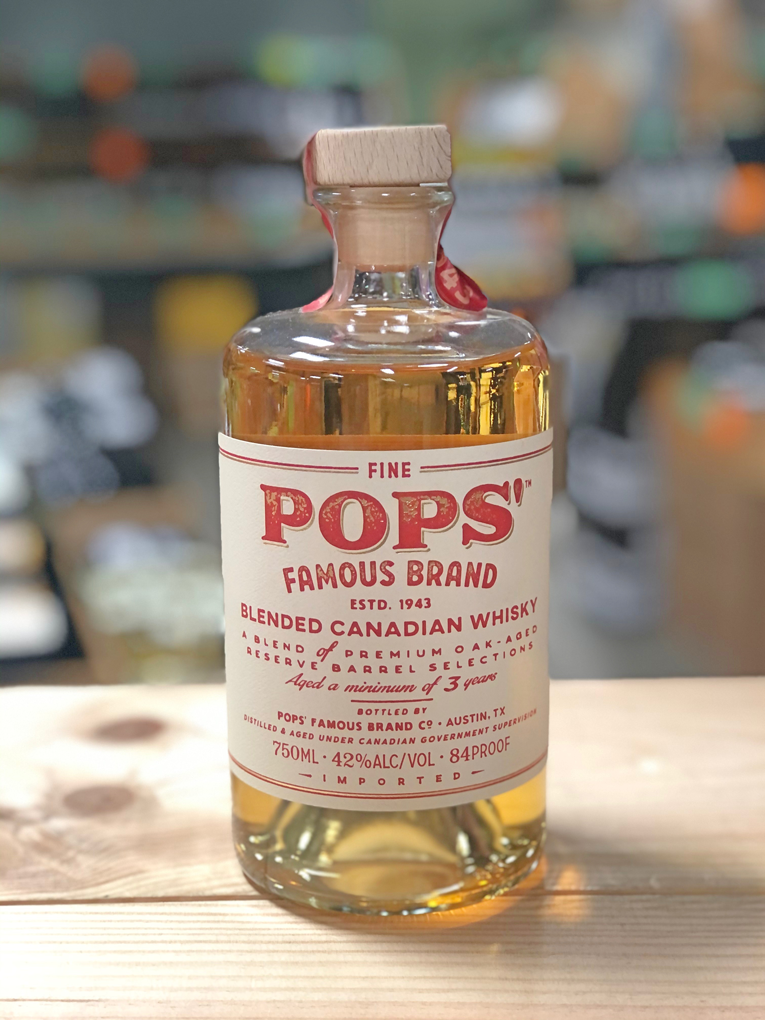 FINE
POPS'™
FAMOUS BRAND
ESTD. 1943
BLENDED CANADIAN WHISKY
A BLEND of PREMIUM OAK-AGED
RESERVE BARREL SELECTIONS
Aged a minimum of 3 years
BOTTLED BY
POPS' FAMOUS BRAND Co • AUSTIN, TX
DISTILLED & AGED UNDER CANADIAN GOVERNMENT SUPERVISION
750ML • 42%ALC/VOL • 84PROOF
IMPORTED